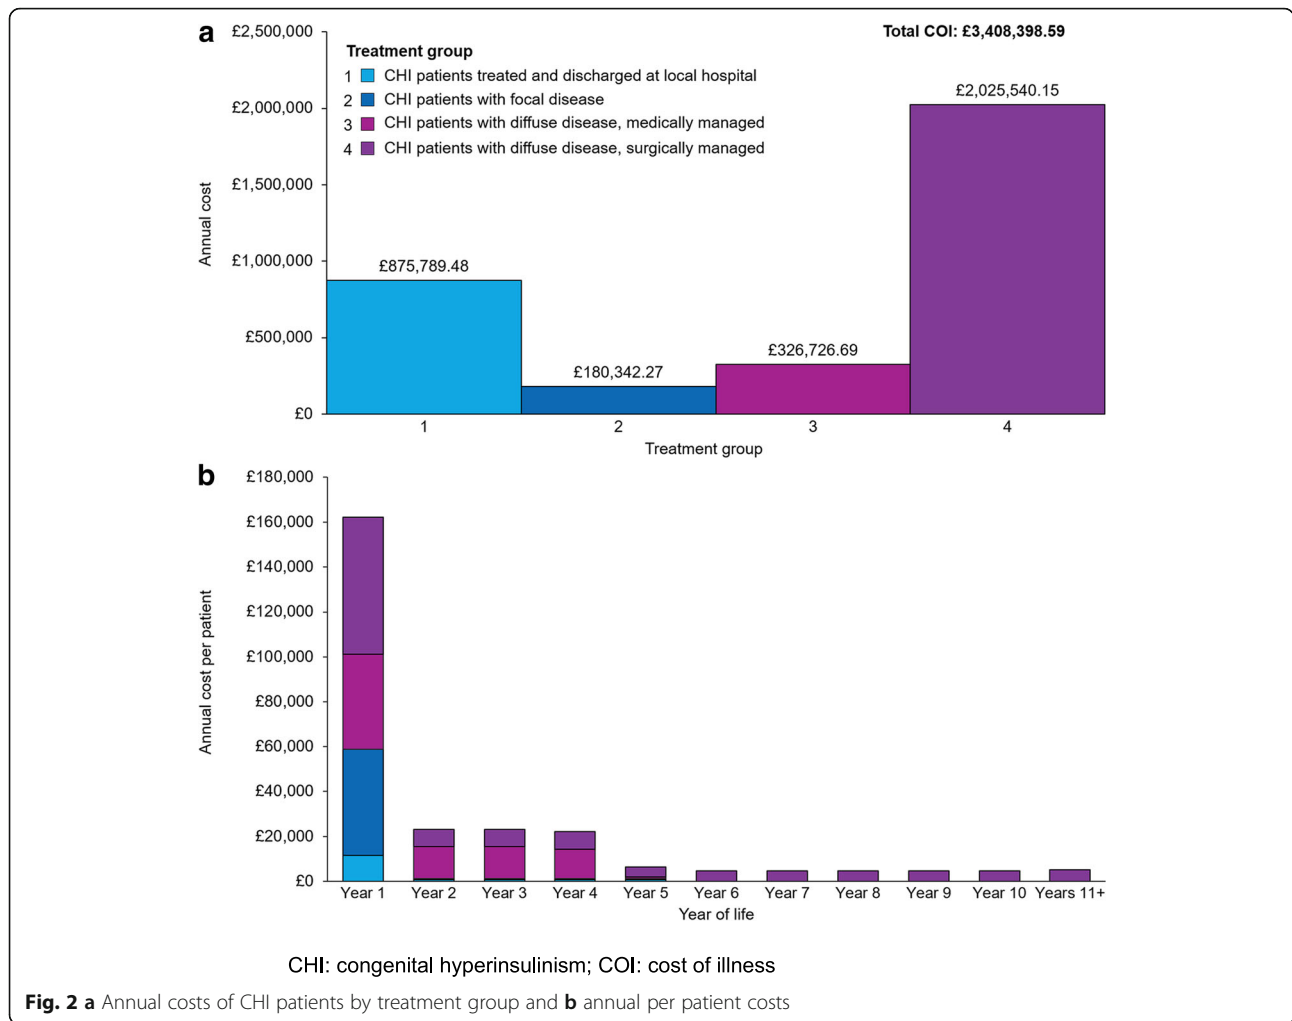 a
£2,500,000
£2,000,000
£1,500,000
£1,000,000
£500,000
£0
Annual cost
Total COI: £3,408,398.59
Treatment group
1 CHI patients treated and discharged at local hospital
2 CHI patients with focal disease
3 CHI patients with diffuse disease, medically managed
4 CHI patients with diffuse disease, surgically managed
£875,789.48
£180,342.27
£326,726.69
£2,025,540.15
1 2 3 4
Treatment group
b
£180,000
£160,000
£140,000
£120,000
£100,000
£80,000
£60,000
£40,000
£20,000
£0
Annual cost per patient
Year 1 Year 2 Year 3 Year 4 Year 5 Year 6 Year 7 Year 8 Year 9 Year 10 Years 11+
Year of life
CHI: congenital hyperinsulinism; COI: cost of illness
Fig. 2 a Annual costs of CHI patients by treatment group and b annual per patient costs